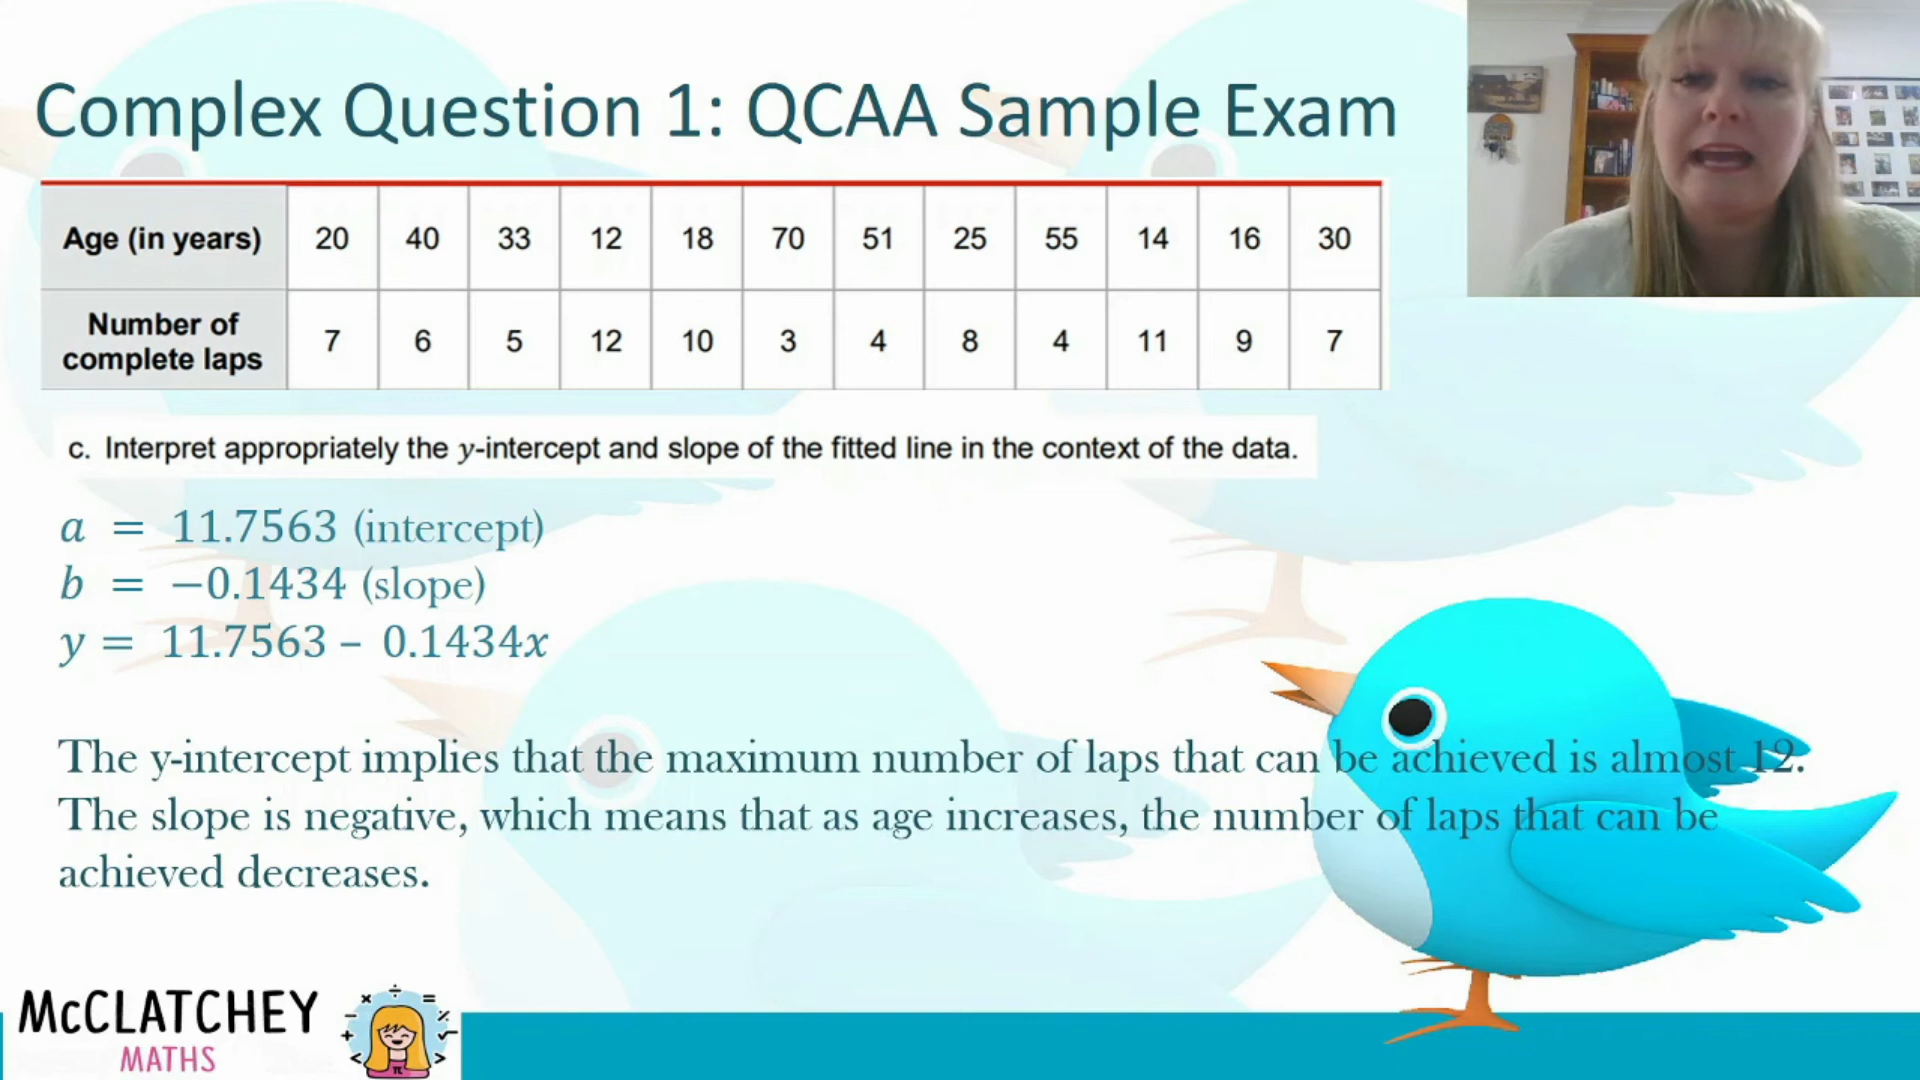 Complex Question 1: QCAA Sample Exam
Age (in years) 20 40 33 12 18 70 51 25 55 14 16 30
Number of
complete laps 7 6 5 12 10 3 4 8 4 11 9 7
c. Interpret appropriately the y-intercept and slope of the fitted line in the context of the data.
a = 11.7563 (intercept)
b = −0.1434 (slope)
y = 11.7563 – 0.1434x
The y-intercept implies that the maximum number of laps that can be achieved is almost 12.
The slope is negative, which means that as age increases, the number of laps that can be
achieved decreases.
McCLATCHEY
MATHS